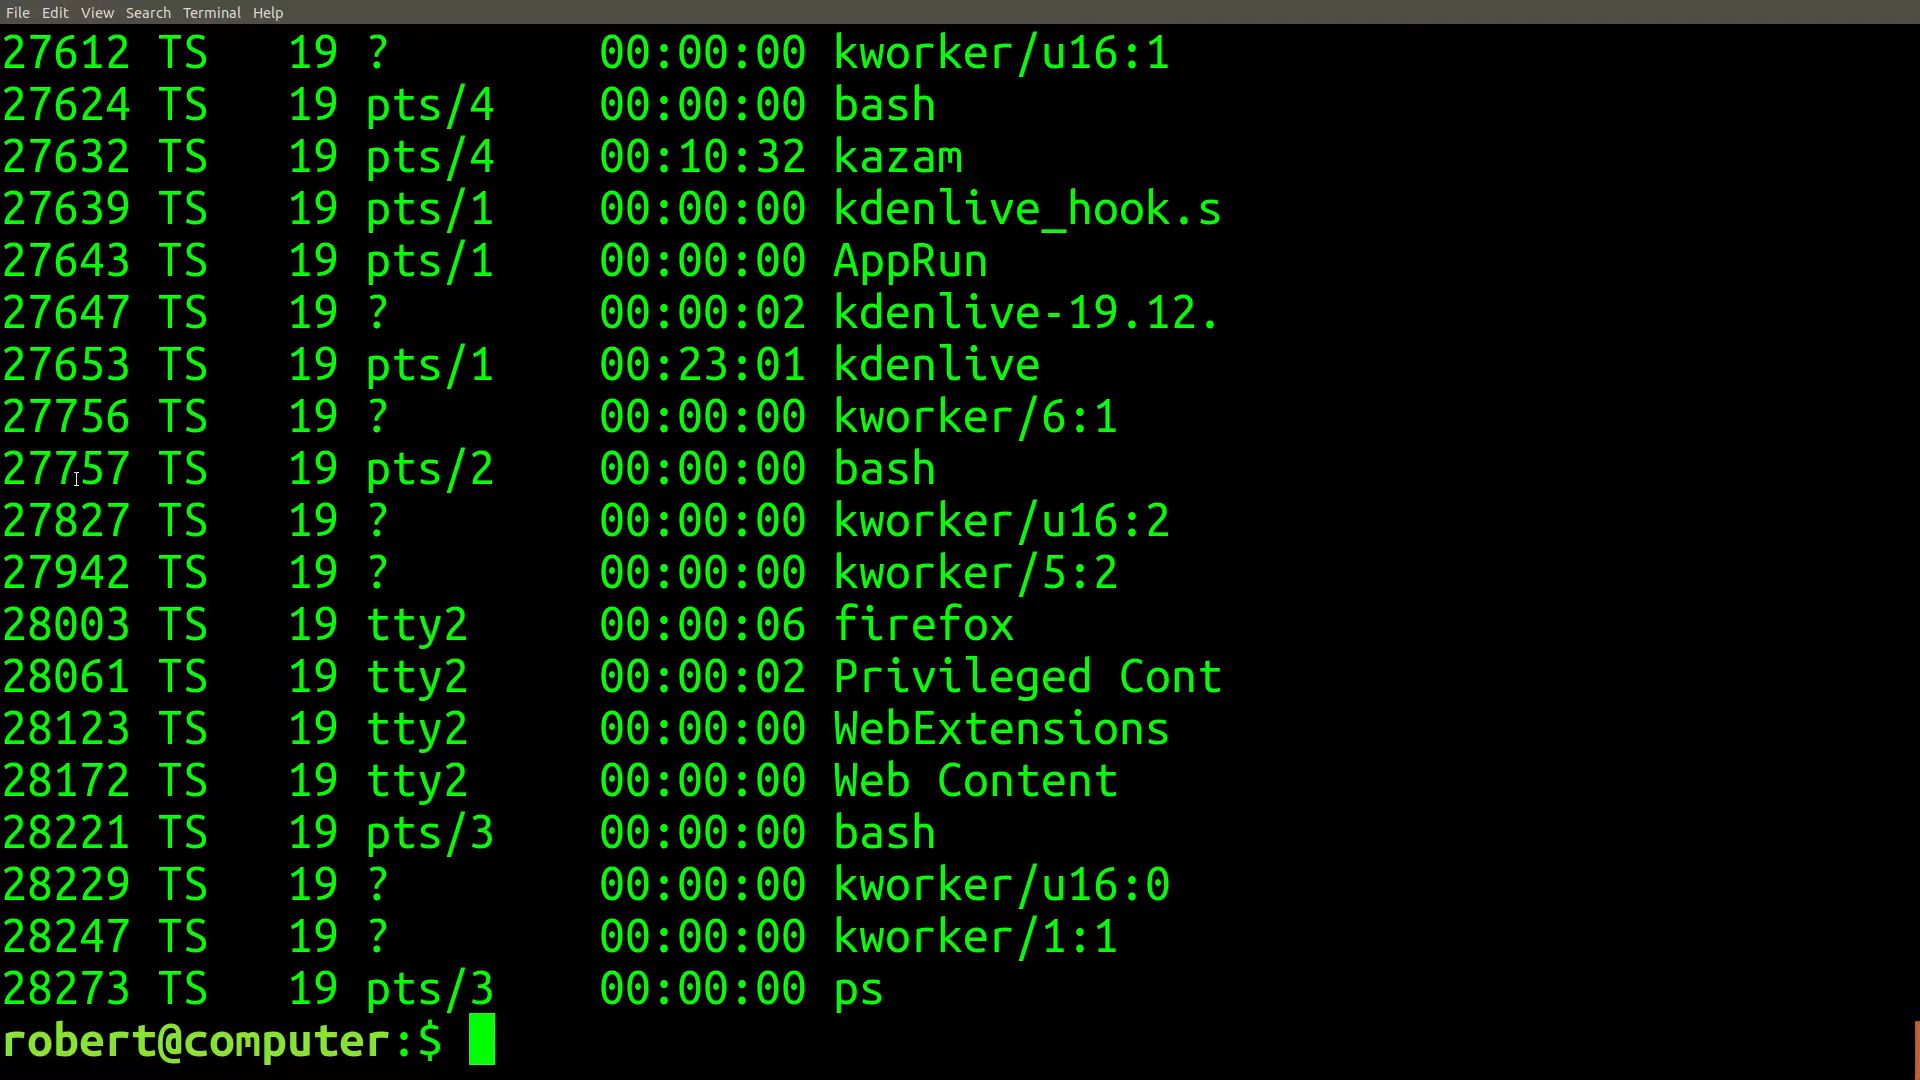 File Edit View Search Terminal Help
27612 TS   19 ?        00:00:00 kworker/u16:1
27624 TS   19 pts/4    00:00:00 bash
27632 TS   19 pts/4    00:10:32 kazam
27639 TS   19 pts/1    00:00:00 kdenlive_hook.s
27643 TS   19 pts/1    00:00:00 AppRun
27647 TS   19 ?        00:00:02 kdenlive-19.12.
27653 TS   19 pts/1    00:23:01 kdenlive
27756 TS   19 ?        00:00:00 kworker/6:1
27757 TS   19 pts/2    00:00:00 bash
27827 TS   19 ?        00:00:00 kworker/u16:2
27942 TS   19 ?        00:00:00 kworker/5:2
28003 TS   19 tty2     00:00:06 firefox
28061 TS   19 tty2     00:00:02 Privileged Cont
28123 TS   19 tty2     00:00:00 WebExtensions
28172 TS   19 tty2     00:00:00 Web Content
28221 TS   19 pts/3    00:00:00 bash
28229 TS   19 ?        00:00:00 kworker/u16:0
28247 TS   19 ?        00:00:00 kworker/1:1
28273 TS   19 pts/3    00:00:00 ps
robert@computer:$